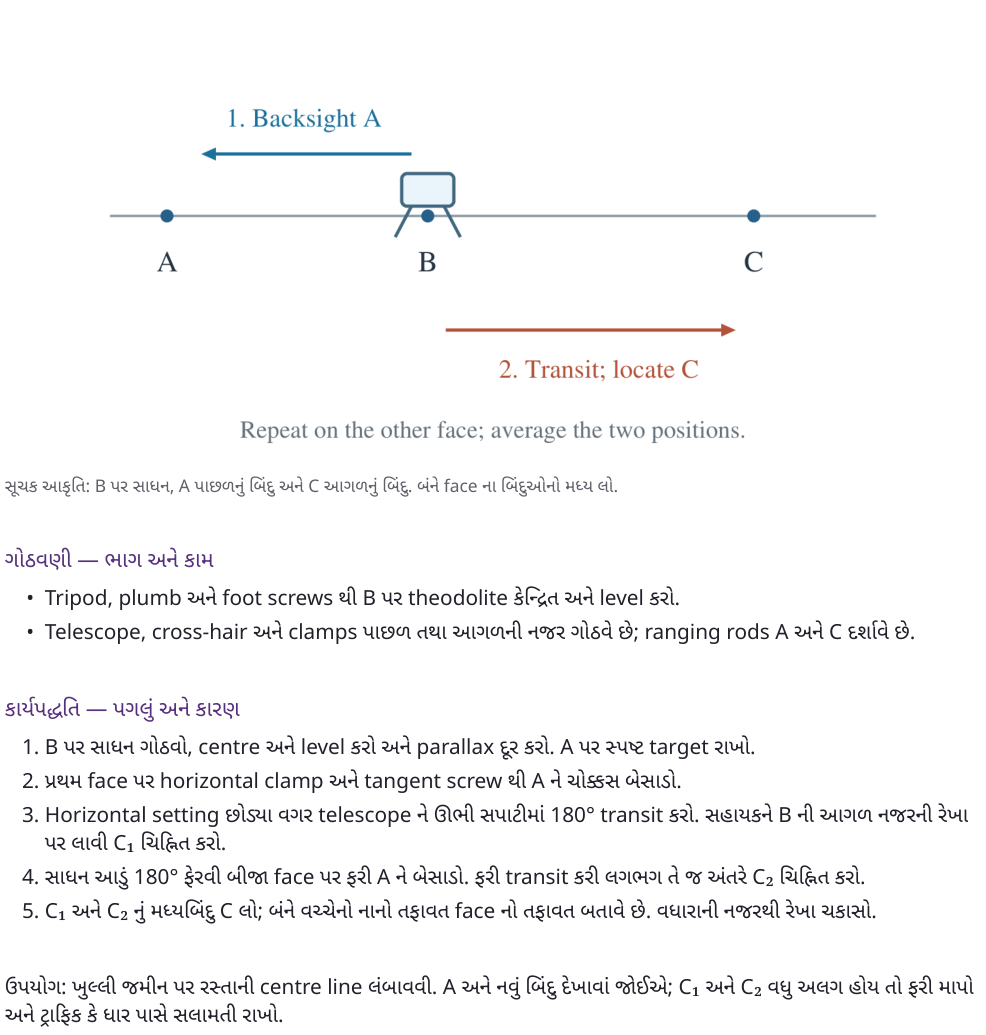 1. Backsight A
A
B
C
2. Transit; locate C
Repeat on the other face; average the two positions.
સૂચક આકૃતિ: B પર સાધન, A પાછળનું બિંદુ અને C આગળનું બિંદુ. બંને face ના બિંદુઓનો મધ્ય લો.
ગોઠવણી — ભાગ અને કામ
• Tripod, plumb અને foot screws થી B પર theodolite કેન્દ્રિત અને level કરો.
• Telescope, cross-hair અને clamps પાછળ તથા આગળની નજર ગોઠવે છે; ranging rods A અને C દર્શાવે છે.
કાર્યપદ્ધતિ — પગલું અને કારણ
1. B પર સાધન ગોઠવો, centre અને level કરો અને parallax દૂર કરો. A પર સ્પષ્ટ target રાખો.
2. પ્રથમ face પર horizontal clamp અને tangent screw થી A ને ચોક્કસ બેસાડો.
3. Horizontal setting છોડ્યા વગર telescope ને ઊભી સપાટીમાં 180° transit કરો. સહાયકને B ની આગળ નજરની રેખા
પર લાવી C₁ ચિહ્નિત કરો.
4. સાધન આડું 180° ફેરવી બીજા face પર ફરી A ને બેસાડો. ફરી transit કરી લગભગ તે જ અંતરે C₂ ચિહ્નિત કરો.
5. C₁ અને C₂ નું મધ્યબિંદુ C લો; બંને વચ્ચેનો નાનો તફાવત face નો તફાવત બતાવે છે. વધારાની નજરથી રેખા ચકાસો.
ઉપયોગ: ખુલ્લી જમીન પર રસ્તાની centre line લંબાવવી. A અને નવું બિંદુ દેખાવાં જોઈએ; C₁ અને C₂ વધુ અલગ હોય તો ફરી માપો
અને ટ્રાફિક કે ધાર પાસે સલામતી રાખો.